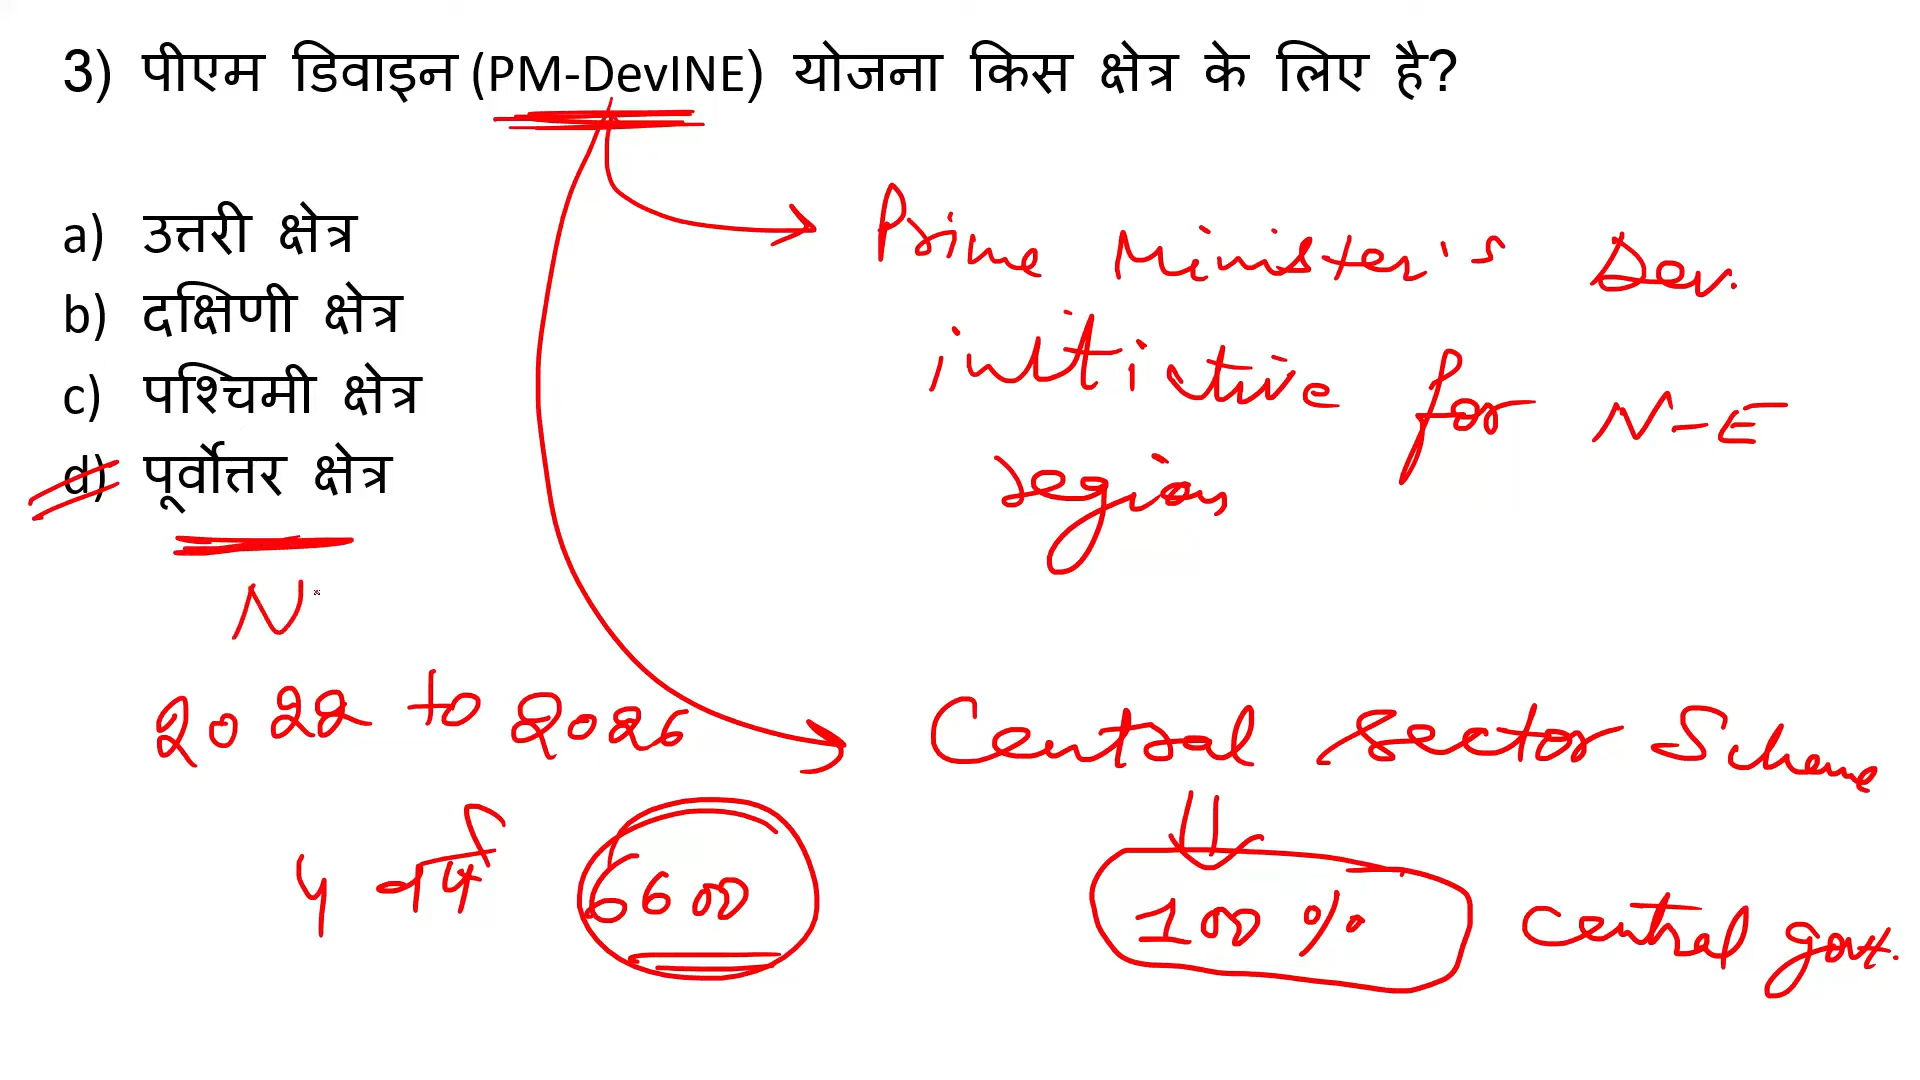 3) पीएम डिवाइन (PM-DevINE) योजना किस क्षेत्र के लिए है?
a) उत्तरी क्षेत्र
b) दक्षिणी क्षेत्र
c) पश्चिमी क्षेत्र
d) पूर्वोत्तर क्षेत्र
Prime Minister's Dev.
initiative for N-E
region
N
2022 to 2026
Central Sector Scheme
4 वर्ष 6600
100 % central govt.